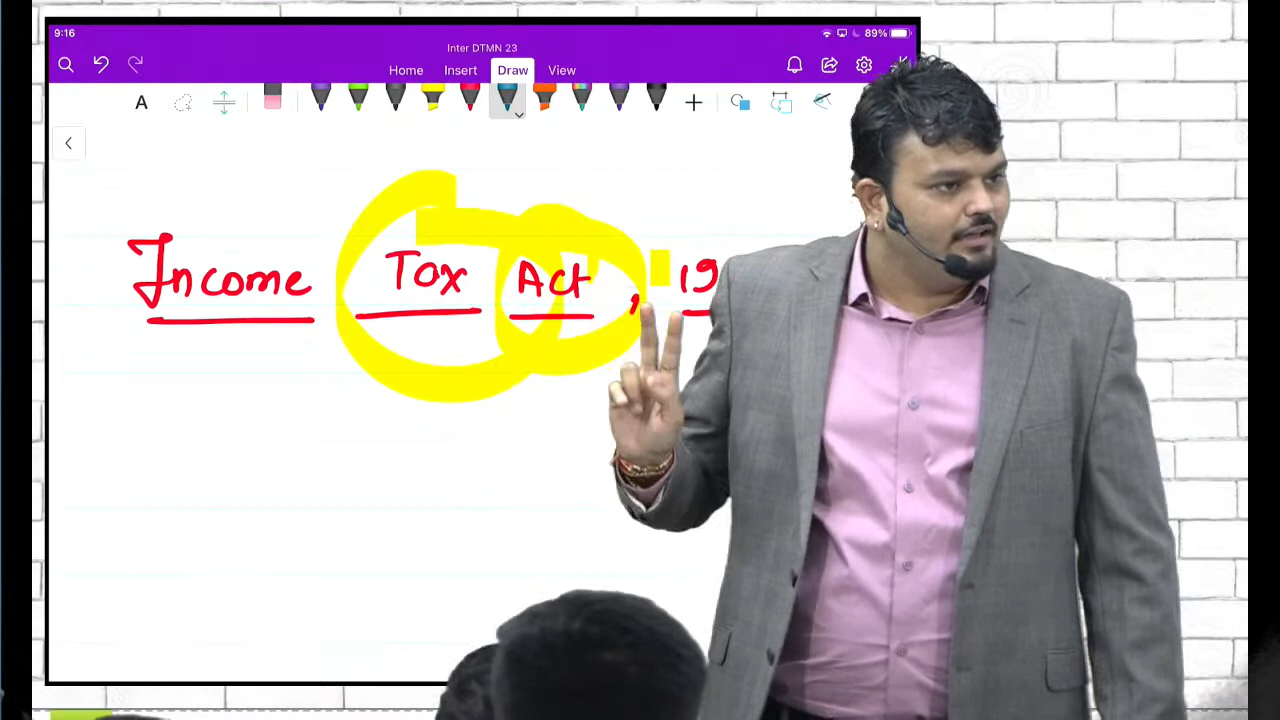 9:16
89%
Inter DTMN 23
Home Insert Draw View
A
Income Tax Act, 19